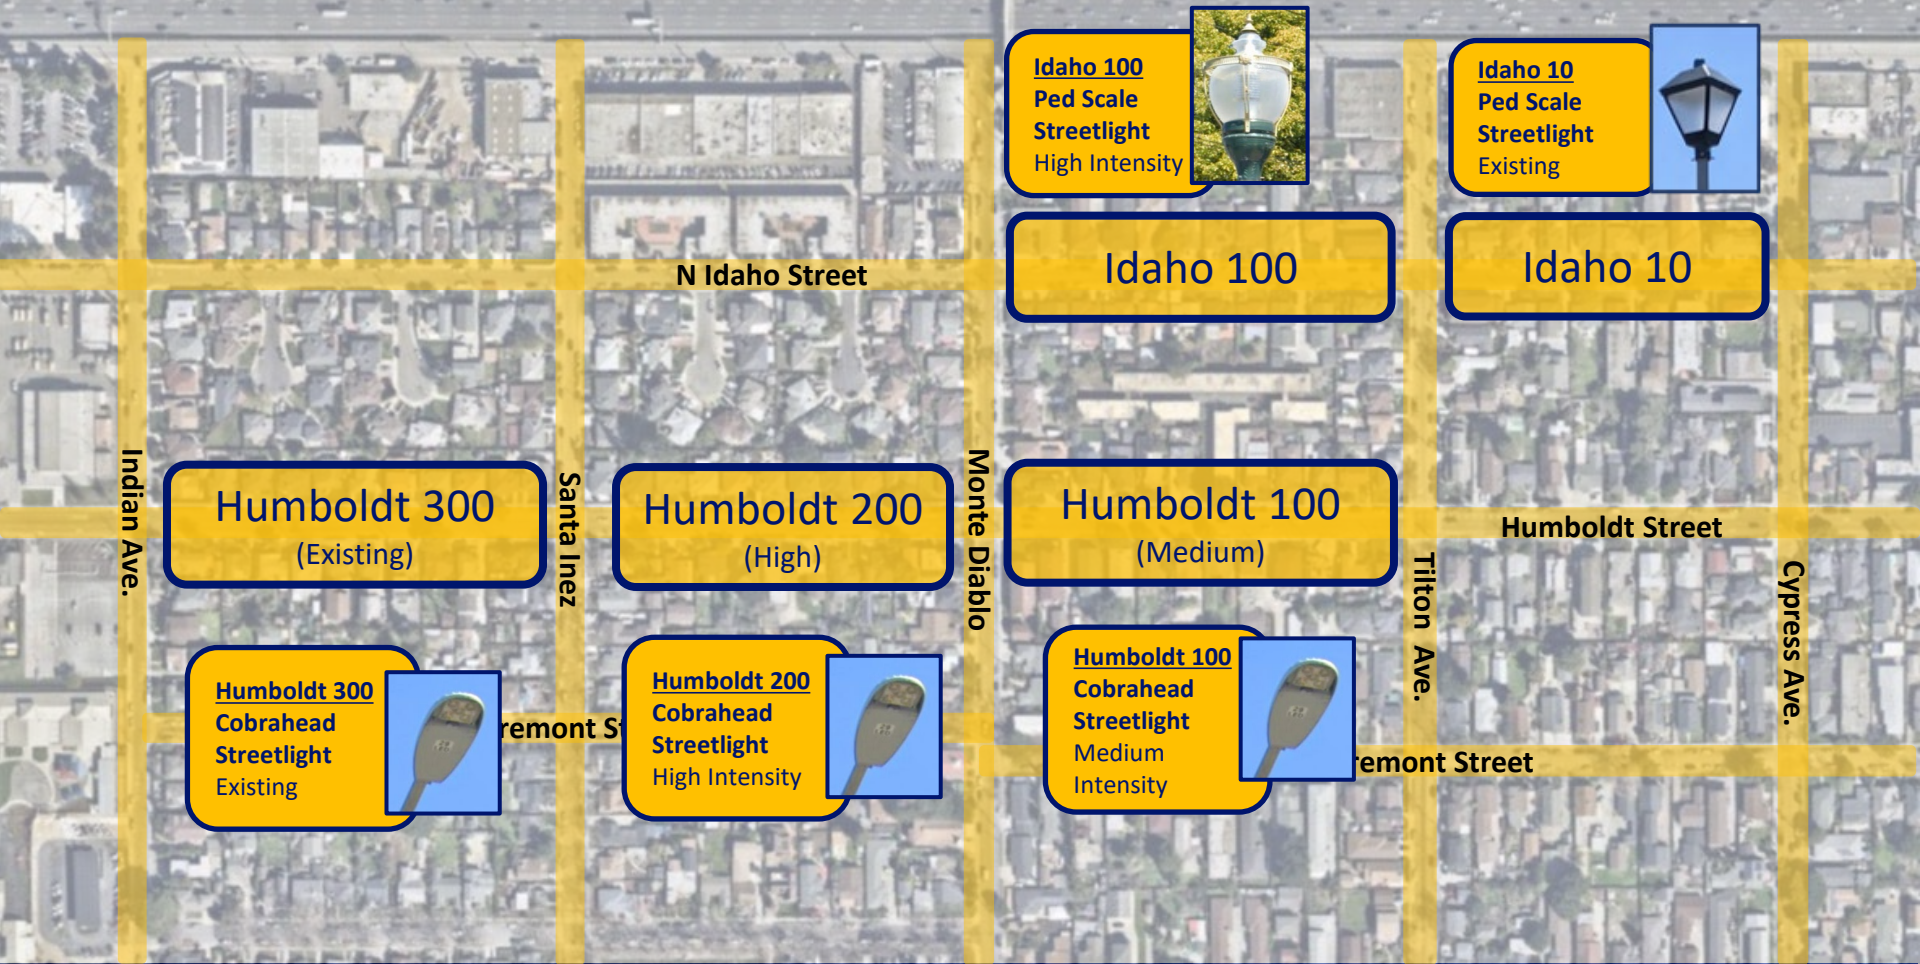 Idaho 100
Ped Scale
Streetlight
High Intensity
Idaho 10
Ped Scale
Streetlight
Existing
N Idaho Street
Idaho 100
Idaho 10
Indian Ave.
Humboldt 300
(Existing)
Santa Inez
Humboldt 200
(High)
Monte Diablo
Humboldt 100
(Medium)
Tilton Ave.
Humboldt Street
Cypress Ave.
Humboldt 300
Cobrahead
Streetlight
Existing
remont St
Humboldt 200
Cobrahead
Streetlight
High Intensity
Humboldt 100
Cobrahead
Streetlight
Medium
Intensity
remont Street